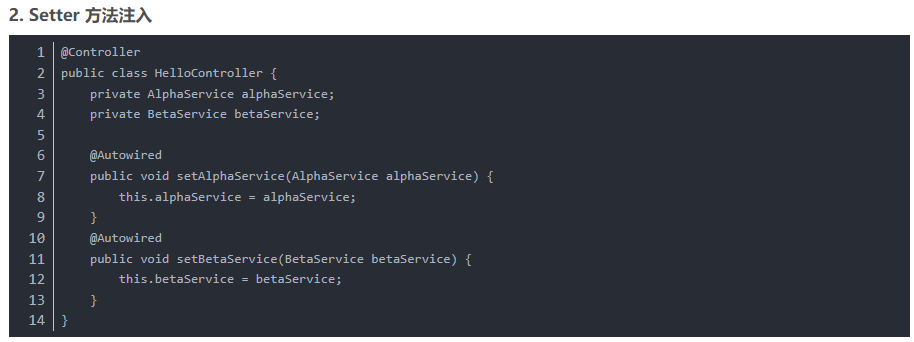 2. Setter 方法注入
1 @Controller
2 public class HelloController {
3     private AlphaService alphaService;
4     private BetaService betaService;
5
6     @Autowired
7     public void setAlphaService(AlphaService alphaService) {
8         this.alphaService = alphaService;
9     }
10     @Autowired
11     public void setBetaService(BetaService betaService) {
12         this.betaService = betaService;
13     }
14 }